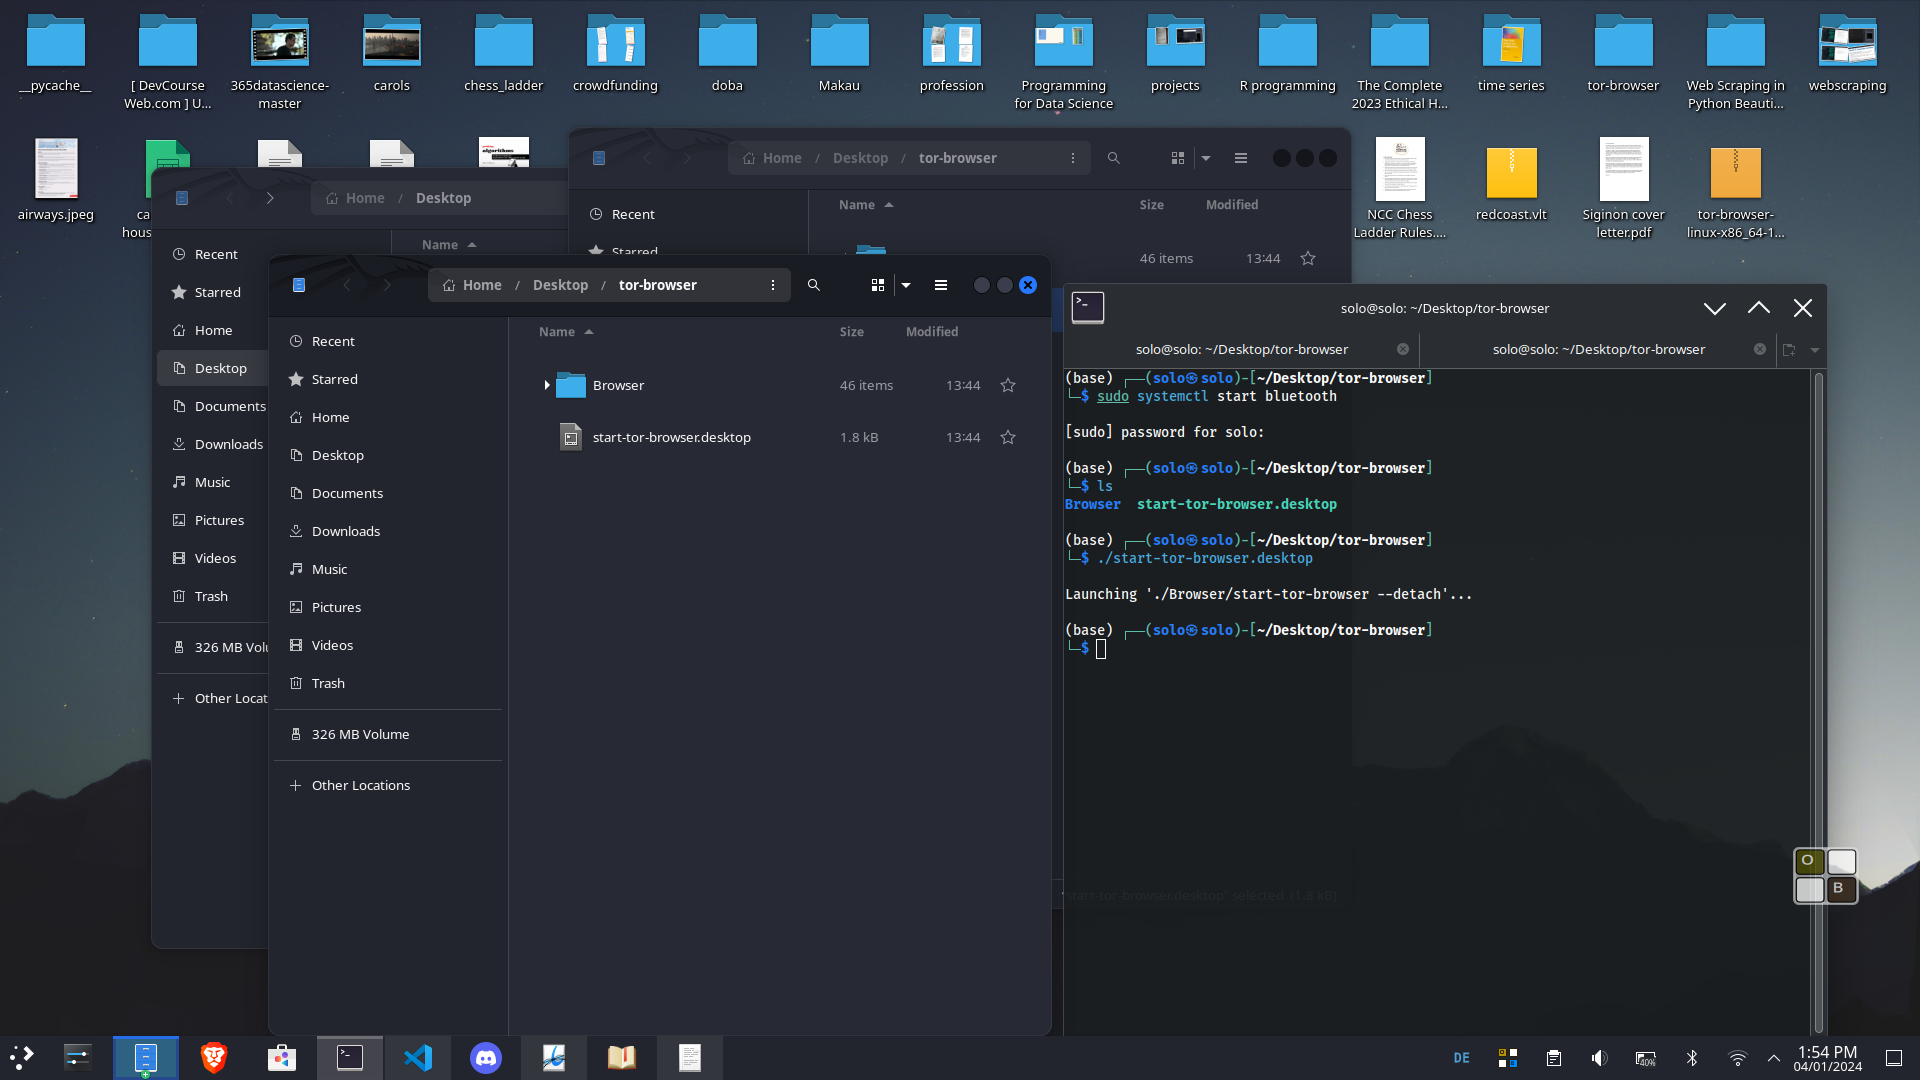 __pycache__
[ DevCourse
Web.com ] U...
365datascience-
master
carols
chess_ladder
crowdfunding
doba
Makau
profession
Programming
for Data Science
projects
R programming
The Complete
2023 Ethical H...
time series
tor-browser
Web Scraping in
Python Beauti...
webscraping
airways.jpeg
ca
hous
algorithms
NCC Chess
Ladder Rules....
redcoast.vlt
Siginon cover
letter.pdf
tor-browser-
linux-x86_64-1...
Home / Desktop / tor-browser
Name Size Modified
Recent
Starred
46 items 13:44
Home / Desktop
Name
Recent
Starred
Home
Desktop
Documents
Downloads
Music
Pictures
Videos
Trash
326 MB Volu
Other Locat
Home / Desktop / tor-browser
Name Size Modified
Recent
Starred
Home
Desktop
Documents
Downloads
Music
Pictures
Videos
Trash
326 MB Volume
Other Locations
Browser 46 items 13:44
start-tor-browser.desktop 1.8 kB 13:44
solo@solo: ~/Desktop/tor-browser
solo@solo: ~/Desktop/tor-browser
solo@solo: ~/Desktop/tor-browser
(base) ┌──(solo㉿solo)-[~/Desktop/tor-browser]
└─$ sudo systemctl start bluetooth
[sudo] password for solo:
(base) ┌──(solo㉿solo)-[~/Desktop/tor-browser]
└─$ ls
Browser start-tor-browser.desktop
(base) ┌──(solo㉿solo)-[~/Desktop/tor-browser]
└─$ ./start-tor-browser.desktop
Launching './Browser/start-tor-browser --detach'...
(base) ┌──(solo㉿solo)-[~/Desktop/tor-browser]
└─$
start-tor-browser.desktop" selected (1.8 kB)
O
B
DE
40%
1:54 PM
04/01/2024